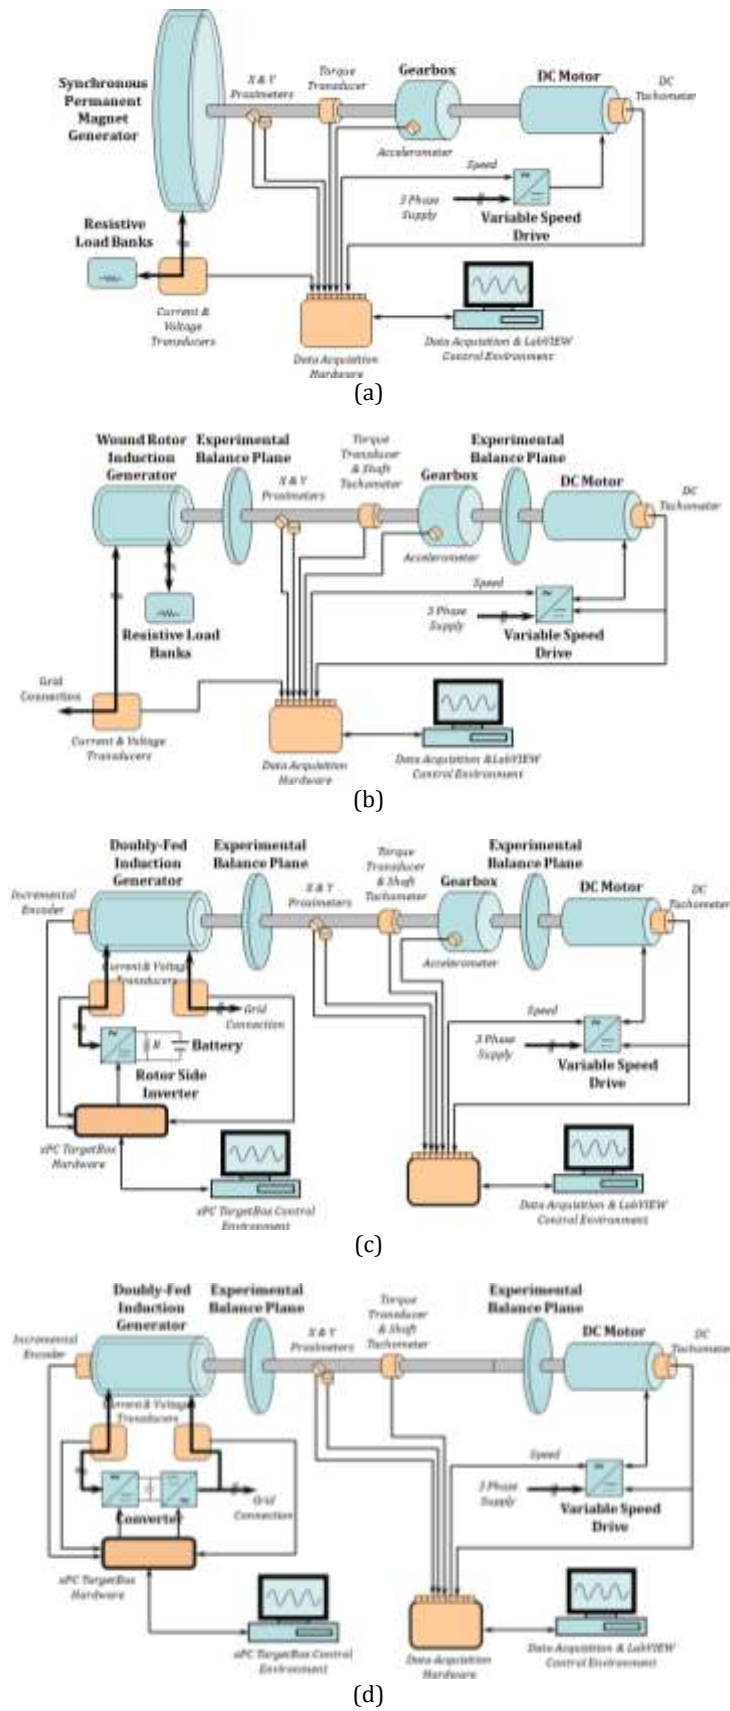 Synchronous
Permanent
Magnet
Generator
X & Y
Proximeters
Torque
Transducer
Gearbox
DC Motor
DC
Tachometer
Accelerometer
Speed
3 Phase
Supply
Variable Speed
Drive
Resistive
Load Banks
Current &
Voltage
Transducers
Data Acquisition
Hardware
Data Acquisition & LabVIEW
Control Environment
(a)
Wound Rotor
Induction
Generator
Experimental
Balance Plane
X & Y
Proximeters
Torque
Transducer
& Shaft
Tachometer
Gearbox
Experimental
Balance Plane
DC Motor
DC
Tachometer
Accelerometer
Speed
3 Phase
Supply
Variable Speed
Drive
Resistive Load
Banks
Grid
Connection
Current & Voltage
Transducers
Data Acquisition
Hardware
Data Acquisition &LabVIEW
Control Environment
(b)
Doubly-Fed
Induction
Generator
Experimental
Balance Plane
Incremental
Encoder
X & Y
Proximeters
Torque
Transducer
& Shaft
Tachometer
Gearbox
Experimental
Balance Plane
DC Motor
DC
Tachometer
Accelerometer
Current & Voltage
Transducers
Grid
Connection
R
Battery
Rotor Side
Inverter
Speed
3 Phase
Supply
Variable Speed
Drive
xPC TargetBox
Hardware
xPC TargetBox Control
Environment
Data Acquisition & LabVIEW
Control Environment
(c)
Doubly-Fed
Induction
Generator
Experimental
Balance Plane
Incremental
Encoder
X & Y
Proximeters
Torque
Transducer
& Shaft
Tachometer
Experimental
Balance Plane
DC Motor
DC
Tachometer
Current & Voltage
Transducers
Converter
Grid
Connection
Speed
3 Phase
Supply
Variable Speed
Drive
xPC TargetBox
Hardware
xPC TargetBox Control
Environment
Data Acquisition
Hardware
Data Acquisition & LabVIEW
Control Environment
(d)